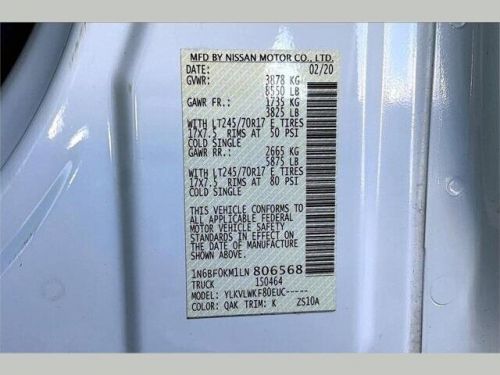 MFD BY NISSAN MOTOR CO., LTD.
DATE: 02/20
GVWR: 3878 KG
8550 LB
GAWR FR.: 1735 KG
3825 LB
WITH LT245/70R17 E TIRES
17X7.5 RIMS AT 50 PSI
COLD SINGLE
GAWR RR.: 2665 KG
5875 LB
WITH LT245/70R17 E TIRES
17X7.5 RIMS AT 80 PSI
COLD SINGLE
THIS VEHICLE CONFORMS TO
ALL APPLICABLE FEDERAL
MOTOR VEHICLE SAFETY
STANDARDS IN EFFECT ON
THE DATE OF MANUFACTURE
SHOWN ABOVE.
1N6BF0KM1LN 806568
TRUCK 150464
MODEL: YLKVLWKF80EUC-----
COLOR: QAK TRIM: K ZS10A